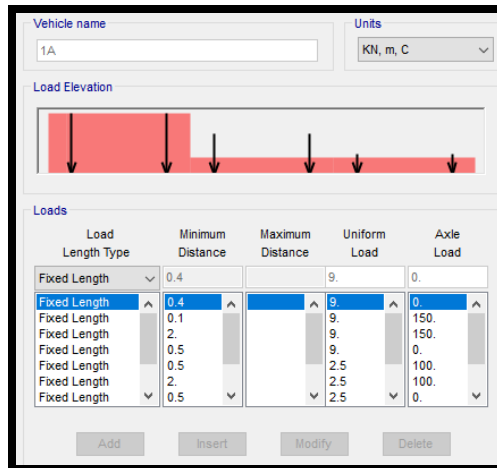 Vehicle name
Units
1A
KN, m, C
Load Elevation
Loads
Load Minimum Maximum Uniform Axle
Length Type Distance Distance Load Load
Fixed Length 0.4 9. 0.
Fixed Length 0.4 9. 0.
Fixed Length 0.1 9. 150.
Fixed Length 2. 9. 150.
Fixed Length 0.5 9. 0.
Fixed Length 0.5 2.5 100.
Fixed Length 2. 2.5 100.
Fixed Length 0.5 2.5 0.
Add Insert Modify Delete